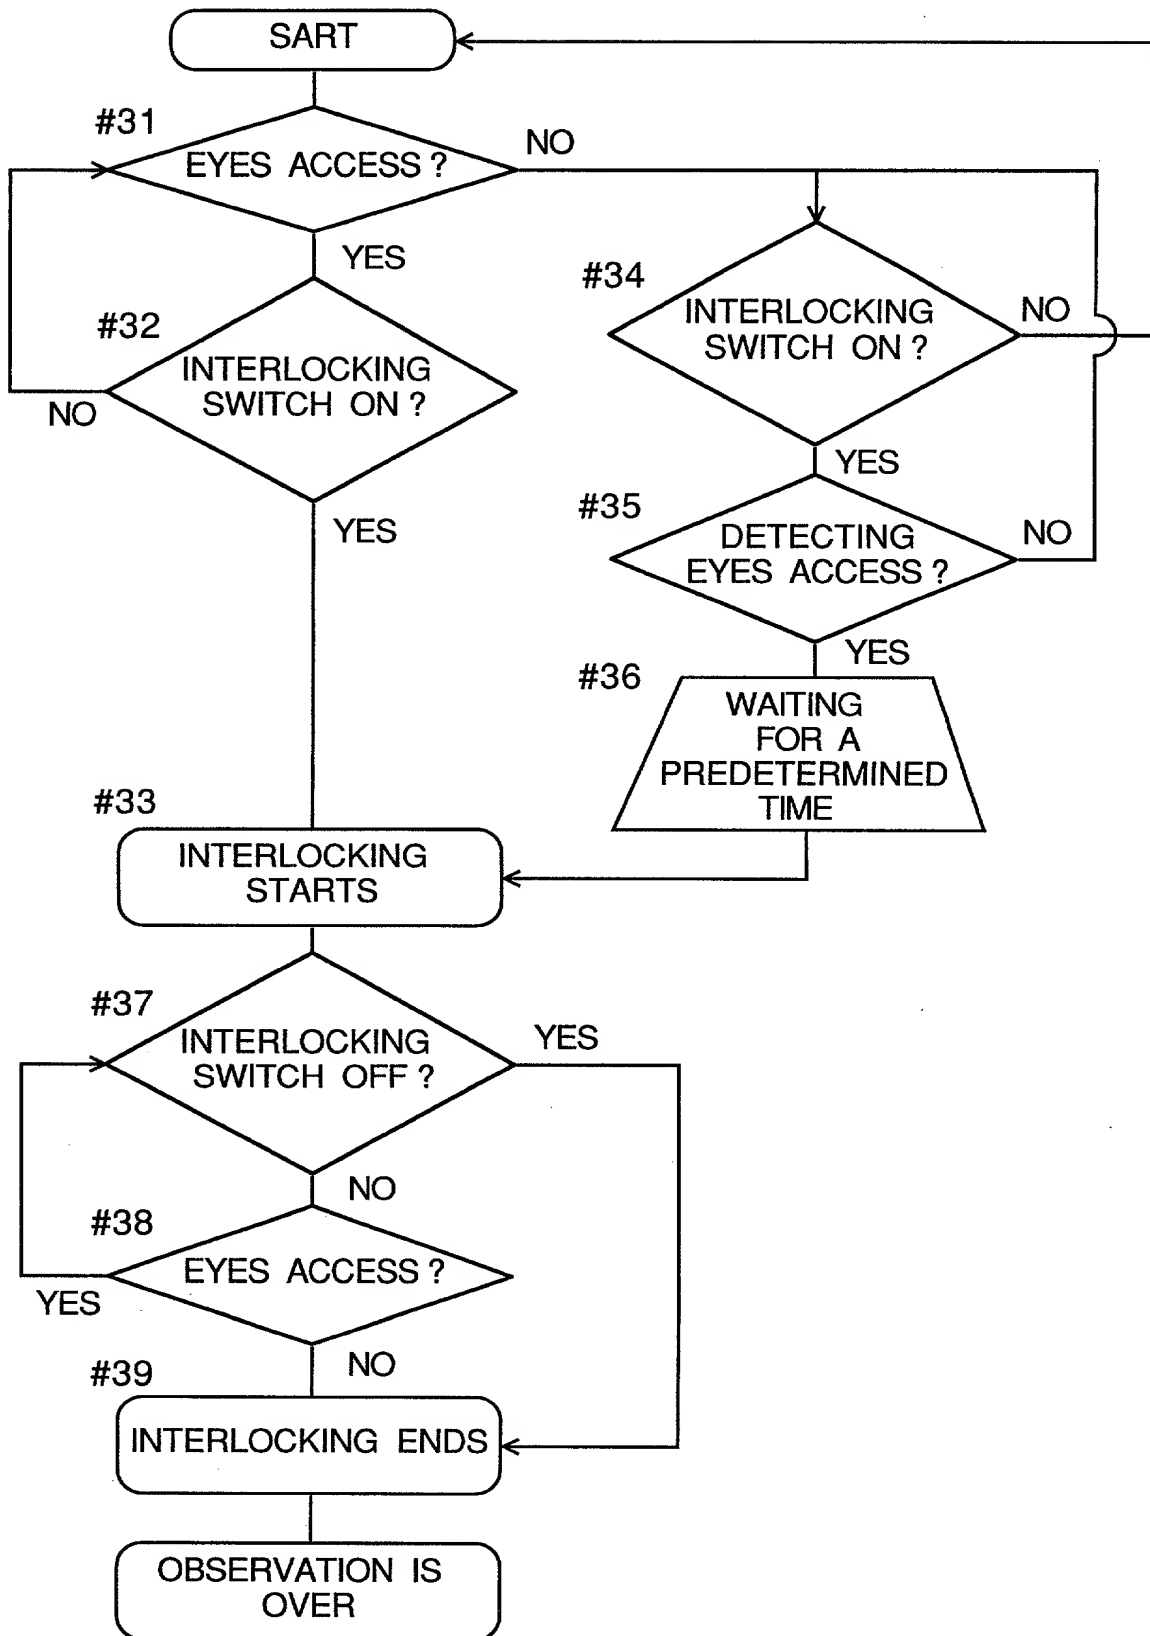 SART
#31
EYES ACCESS?
NO
YES
#32
INTERLOCKING
SWITCH ON?
NO
YES
#34
INTERLOCKING
SWITCH ON?
NO
YES
#35
DETECTING
EYES ACCESS?
NO
YES
#36
WAITING
FOR A
PREDETERMINED
TIME
#33
INTERLOCKING
STARTS
#37
INTERLOCKING
SWITCH OFF?
YES
NO
#38
EYES ACCESS?
YES
NO
#39
INTERLOCKING ENDS
OBSERVATION IS
OVER